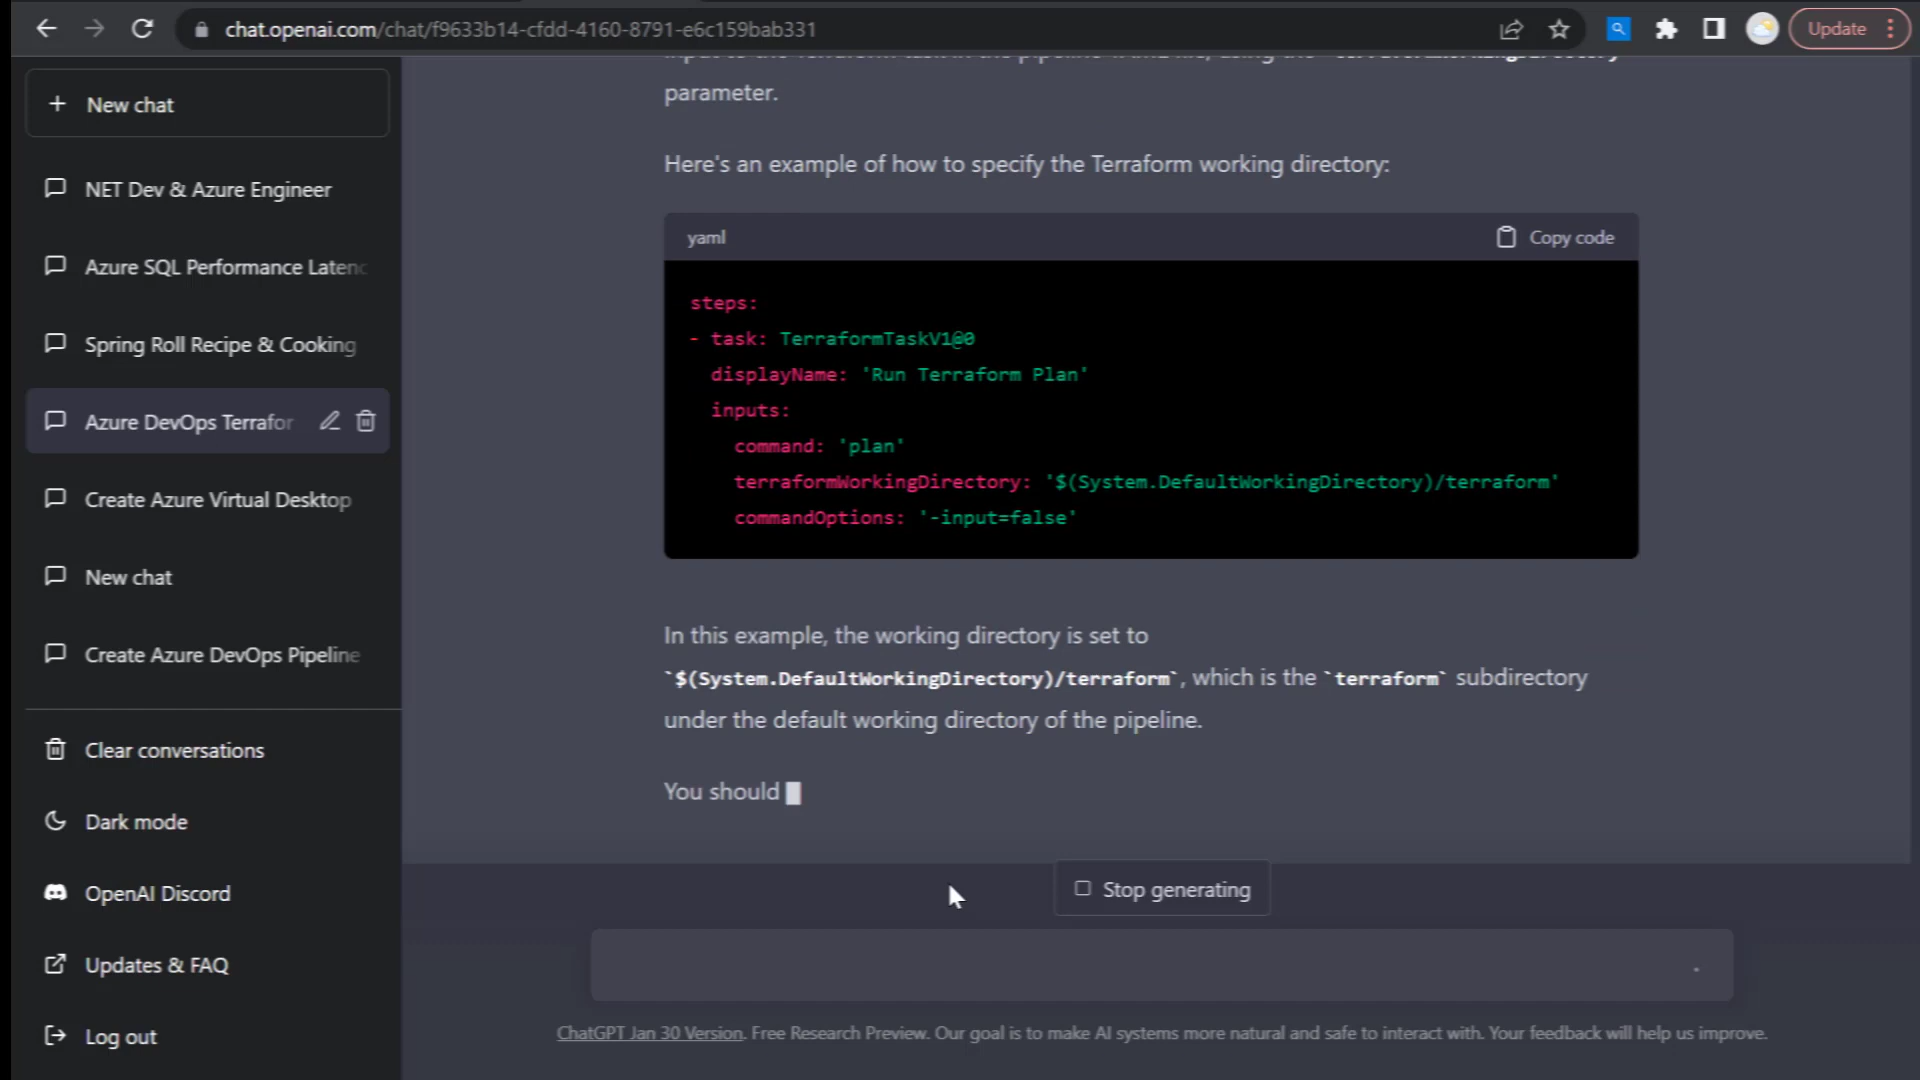 chat.openai.com/chat/f9633b14-cfdd-4160-8791-e6c159bab331
Update
New chat
NET Dev & Azure Engineer
Azure SQL Performance Latenc
Spring Roll Recipe & Cooking
Azure DevOps Terrafor
Create Azure Virtual Desktop
New chat
Create Azure DevOps Pipeline
Clear conversations
Dark mode
OpenAI Discord
Updates & FAQ
Log out
parameter.
Here's an example of how to specify the Terraform working directory:
yaml
Copy code
steps:
- task: TerraformTaskV1@0
displayName: 'Run Terraform Plan'
inputs:
command: 'plan'
terraformWorkingDirectory: '$(System.DefaultWorkingDirectory)/terraform'
commandOptions: '-input=false'
In this example, the working directory is set to
`$(System.DefaultWorkingDirectory)/terraform`, which is the `terraform` subdirectory
under the default working directory of the pipeline.
You should
Stop generating
ChatGPT Jan 30 Version. Free Research Preview. Our goal is to make AI systems more natural and safe to interact with. Your feedback will help us improve.